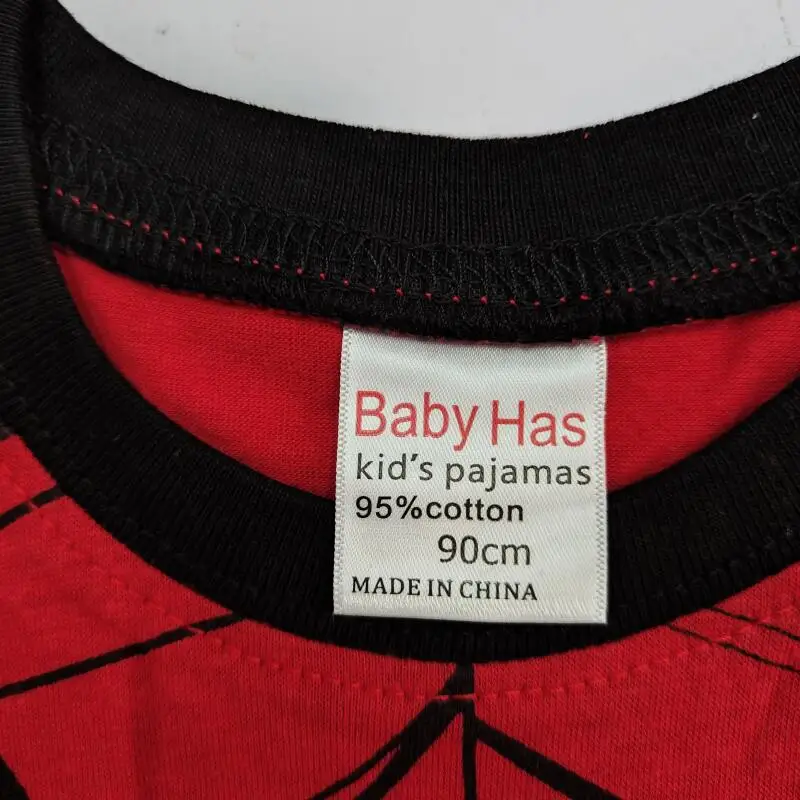 Baby Has
kid's pajamas
95%cotton
90cm
MADE IN CHINA